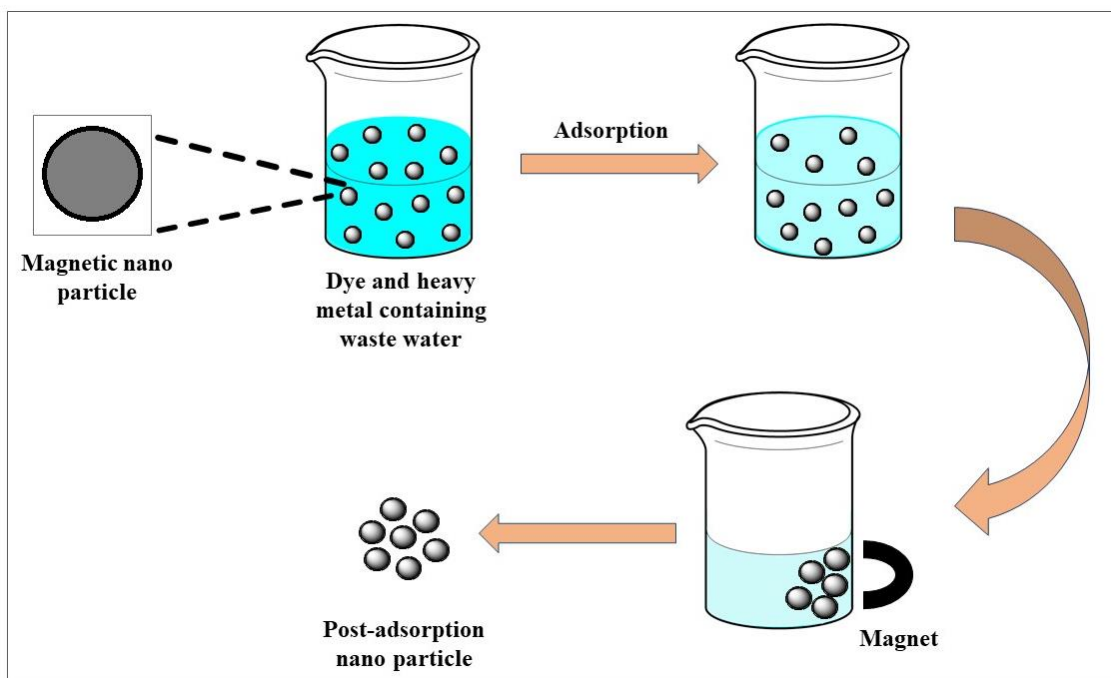 Adsorption
Magnetic nano
particle
Dye and heavy
metal containing
waste water
Post-adsorption
nano particle
Magnet